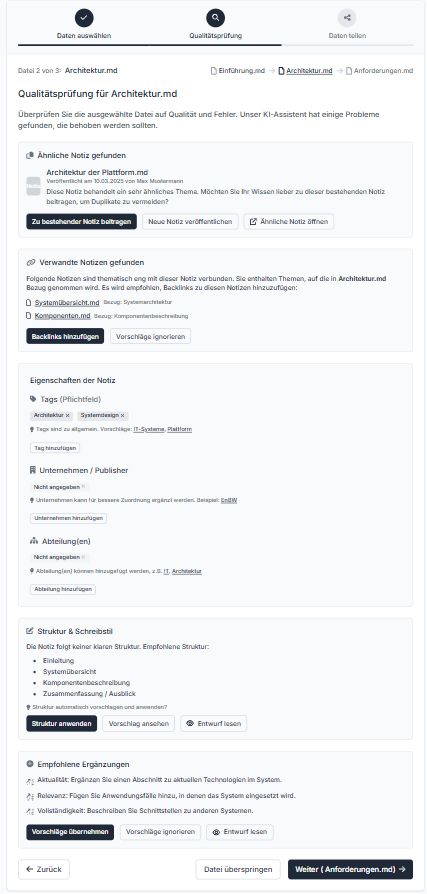 Daten auswählen
Qualitätsprüfung
Daten teilen
Datei 2 von 3: Architektur.md
Einführung.md → Architektur.md → Anforderungen.md
Qualitätsprüfung für Architektur.md
Überprüfen Sie die ausgewählte Datei auf Qualität und Fehler. Unser KI-Assistent hat einige Probleme
gefunden, die behoben werden sollten.
Ähnliche Notiz gefunden
Architektur der Plattform.md
Veröffentlicht am 10.03.2025 von Max Mustermann
Diese Notiz behandelt ein sehr ähnliches Thema. Möchten Sie Ihr Wissen lieber zu dieser bestehenden Notiz
beitragen, um Duplikate zu vermeiden?
Zu bestehender Notiz beitragen
Neue Notiz veröffentlichen
Ähnliche Notiz öffnen
Verwandte Notizen gefunden
Folgende Notizen sind thematisch eng mit dieser Notiz verbunden. Sie enthalten Themen, auf die in Architektur.md
Bezug genommen wird. Es wird empfohlen, Backlinks zu diesen Notizen hinzuzufügen:
Systemübersicht.md Bezug: Systemarchitektur
Komponenten.md Bezug: Komponentenbeschreibung
Backlinks hinzufügen
Vorschläge ignorieren
Eigenschaften der Notiz
Tags (Pflichtfeld)
Architektur × Systemdesign ×
Tags sind zu allgemein. Vorschläge: IT-Systeme, Plattform
Tag hinzufügen
Unternehmen / Publisher
Nicht angegeben ×
Unternehmen kann für bessere Zuordnung ergänzt werden, Beispiel: EnBW
Unternehmen hinzufügen
Abteilung(en)
Nicht angegeben ×
Abteilung(en) können hinzugefügt werden, z.B. IT, Architektur
Abteilung hinzufügen
Struktur & Schreibstil
Die Notiz folgt keiner klaren Struktur. Empfohlene Struktur:
• Einleitung
• Systemübersicht
• Komponentenbeschreibung
• Zusammenfassung / Ausblick
Struktur automatisch vorschlagen und anwenden?
Struktur anwenden
Vorschlag ansehen
Entwurf lesen
Empfohlene Ergänzungen
Aktualität: Ergänzen Sie einen Abschnitt zu aktuellen Technologien im System.
Relevanz: Fügen Sie Anwendungsfälle hinzu, in denen das System eingesetzt wird.
Vollständigkeit: Beschreiben Sie Schnittstellen zu anderen Systemen.
Vorschläge übernehmen
Vorschläge ignorieren
Entwurf lesen
← Zurück
Datei überspringen
Weiter ( Anforderungen.md) →